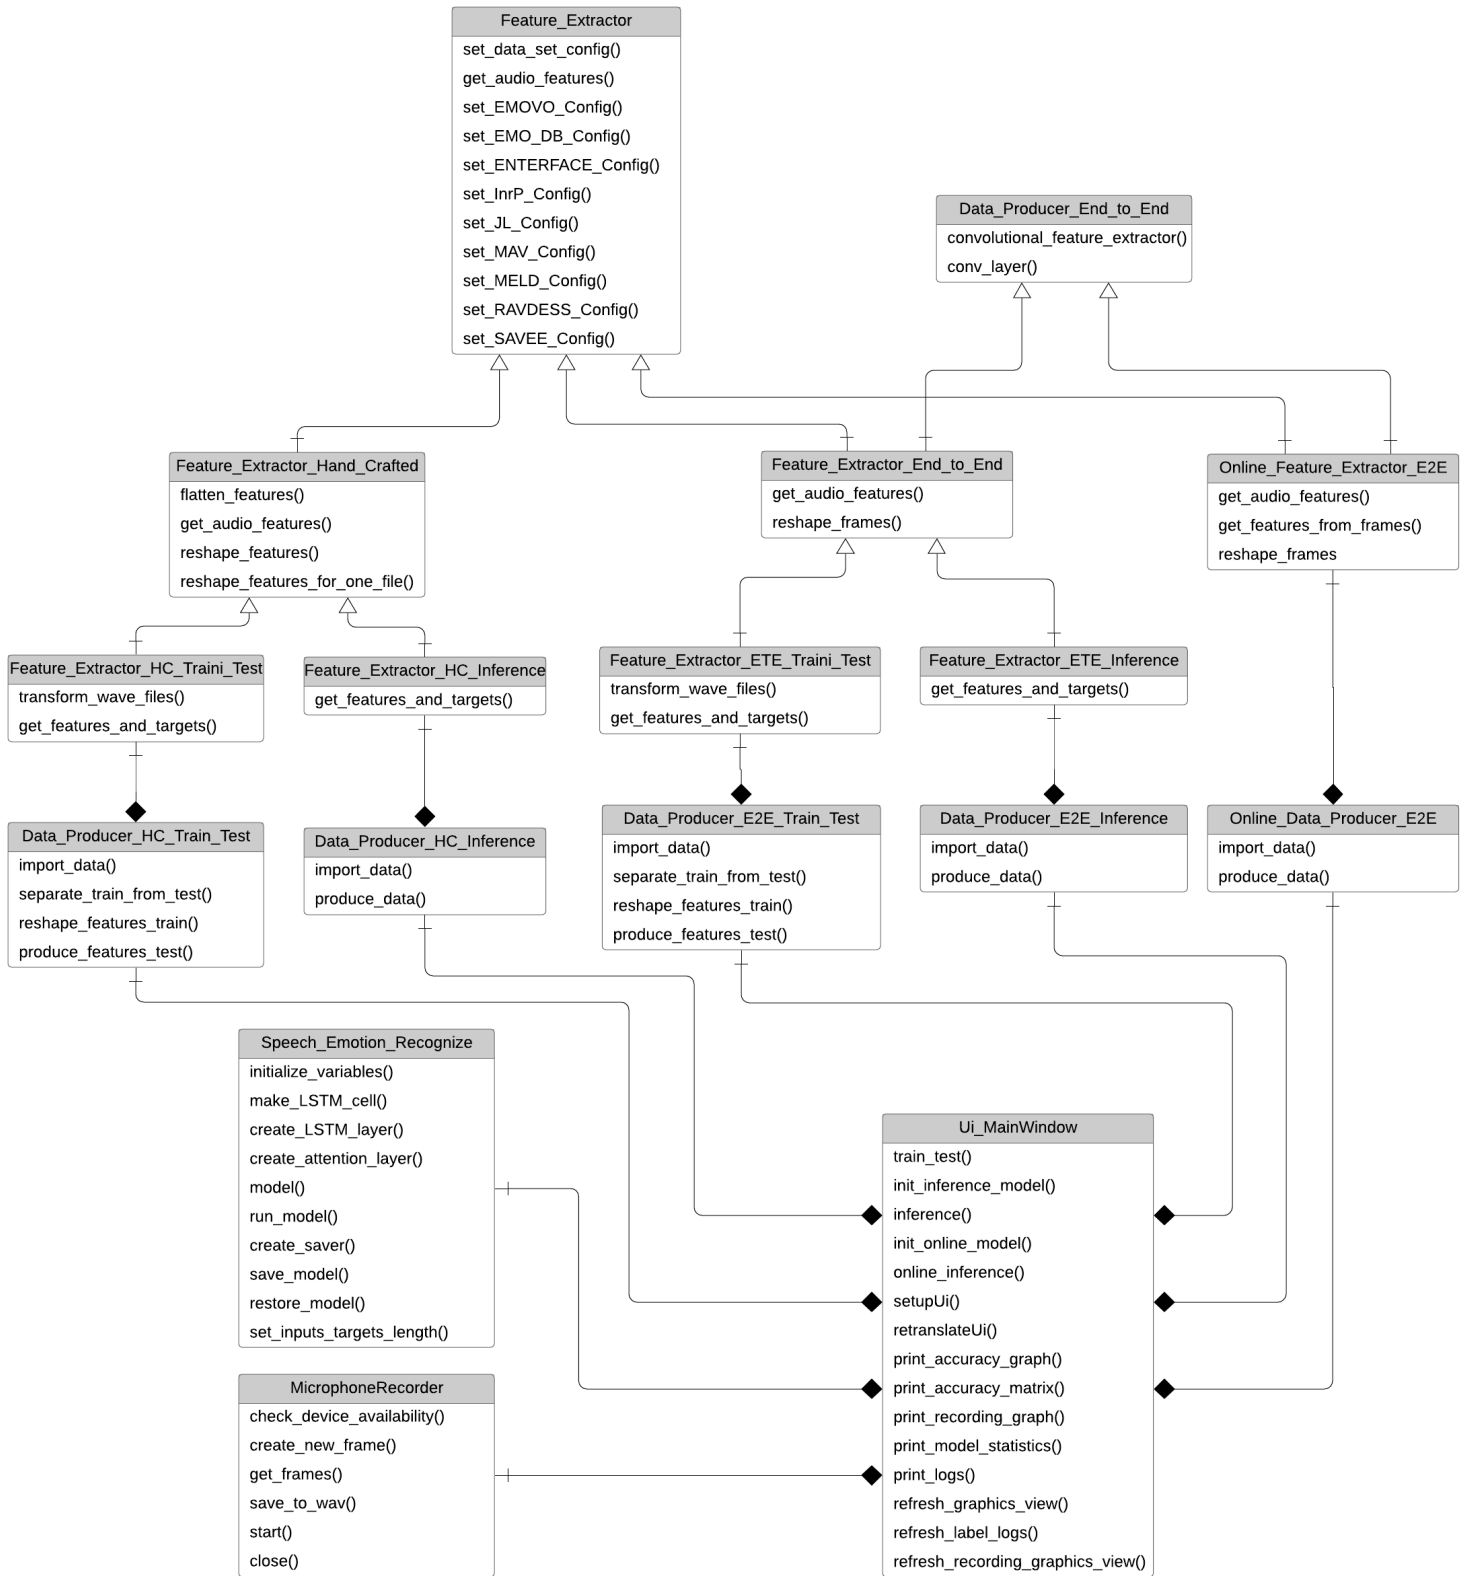 Feature_Extractor
set_data_set_config()
get_audio_features()
set_EMOVO_Config()
set_EMO_DB_Config()
set_ENTERFACE_Config()
set_InrP_Config()
set_JL_Config()
set_MAV_Config()
set_MELD_Config()
set_RAVDESS_Config()
set_SAVEE_Config()
Data_Producer_End_to_End
convolutional_feature_extractor()
conv_layer()
Feature_Extractor_Hand_Crafted
flatten_features()
get_audio_features()
reshape_features()
reshape_features_for_one_file()
Feature_Extractor_End_to_End
get_audio_features()
reshape_frames()
Online_Feature_Extractor_E2E
get_audio_features()
get_features_from_frames()
reshape_frames
Feature_Extractor_HC_Traini_Test
transform_wave_files()
get_features_and_targets()
Feature_Extractor_HC_Inference
get_features_and_targets()
Feature_Extractor_ETE_Traini_Test
transform_wave_files()
get_features_and_targets()
Feature_Extractor_ETE_Inference
get_features_and_targets()
Data_Producer_HC_Train_Test
import_data()
separate_train_from_test()
reshape_features_train()
produce_features_test()
Data_Producer_HC_Inference
import_data()
produce_data()
Data_Producer_E2E_Train_Test
import_data()
separate_train_from_test()
reshape_features_train()
produce_features_test()
Data_Producer_E2E_Inference
import_data()
produce_data()
Online_Data_Producer_E2E
import_data()
produce_data()
Speech_Emotion_Recognize
initialize_variables()
make_LSTM_cell()
create_LSTM_layer()
create_attention_layer()
model()
run_model()
create_saver()
save_model()
restore_model()
set_inputs_targets_length()
MicrophoneRecorder
check_device_availability()
create_new_frame()
get_frames()
save_to_wav()
start()
close()
Ui_MainWindow
train_test()
init_inference_model()
inference()
init_online_model()
online_inference()
setupUi()
retranslateUi()
print_accuracy_graph()
print_accuracy_matrix()
print_recording_graph()
print_model_statistics()
print_logs()
refresh_graphics_view()
refresh_label_logs()
refresh_recording_graphics_view()